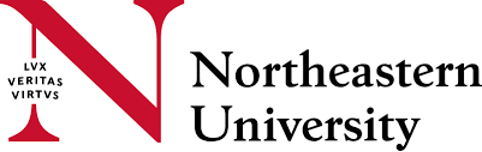 N
LVX
VERITAS
VIRTVS
Northeastern
University